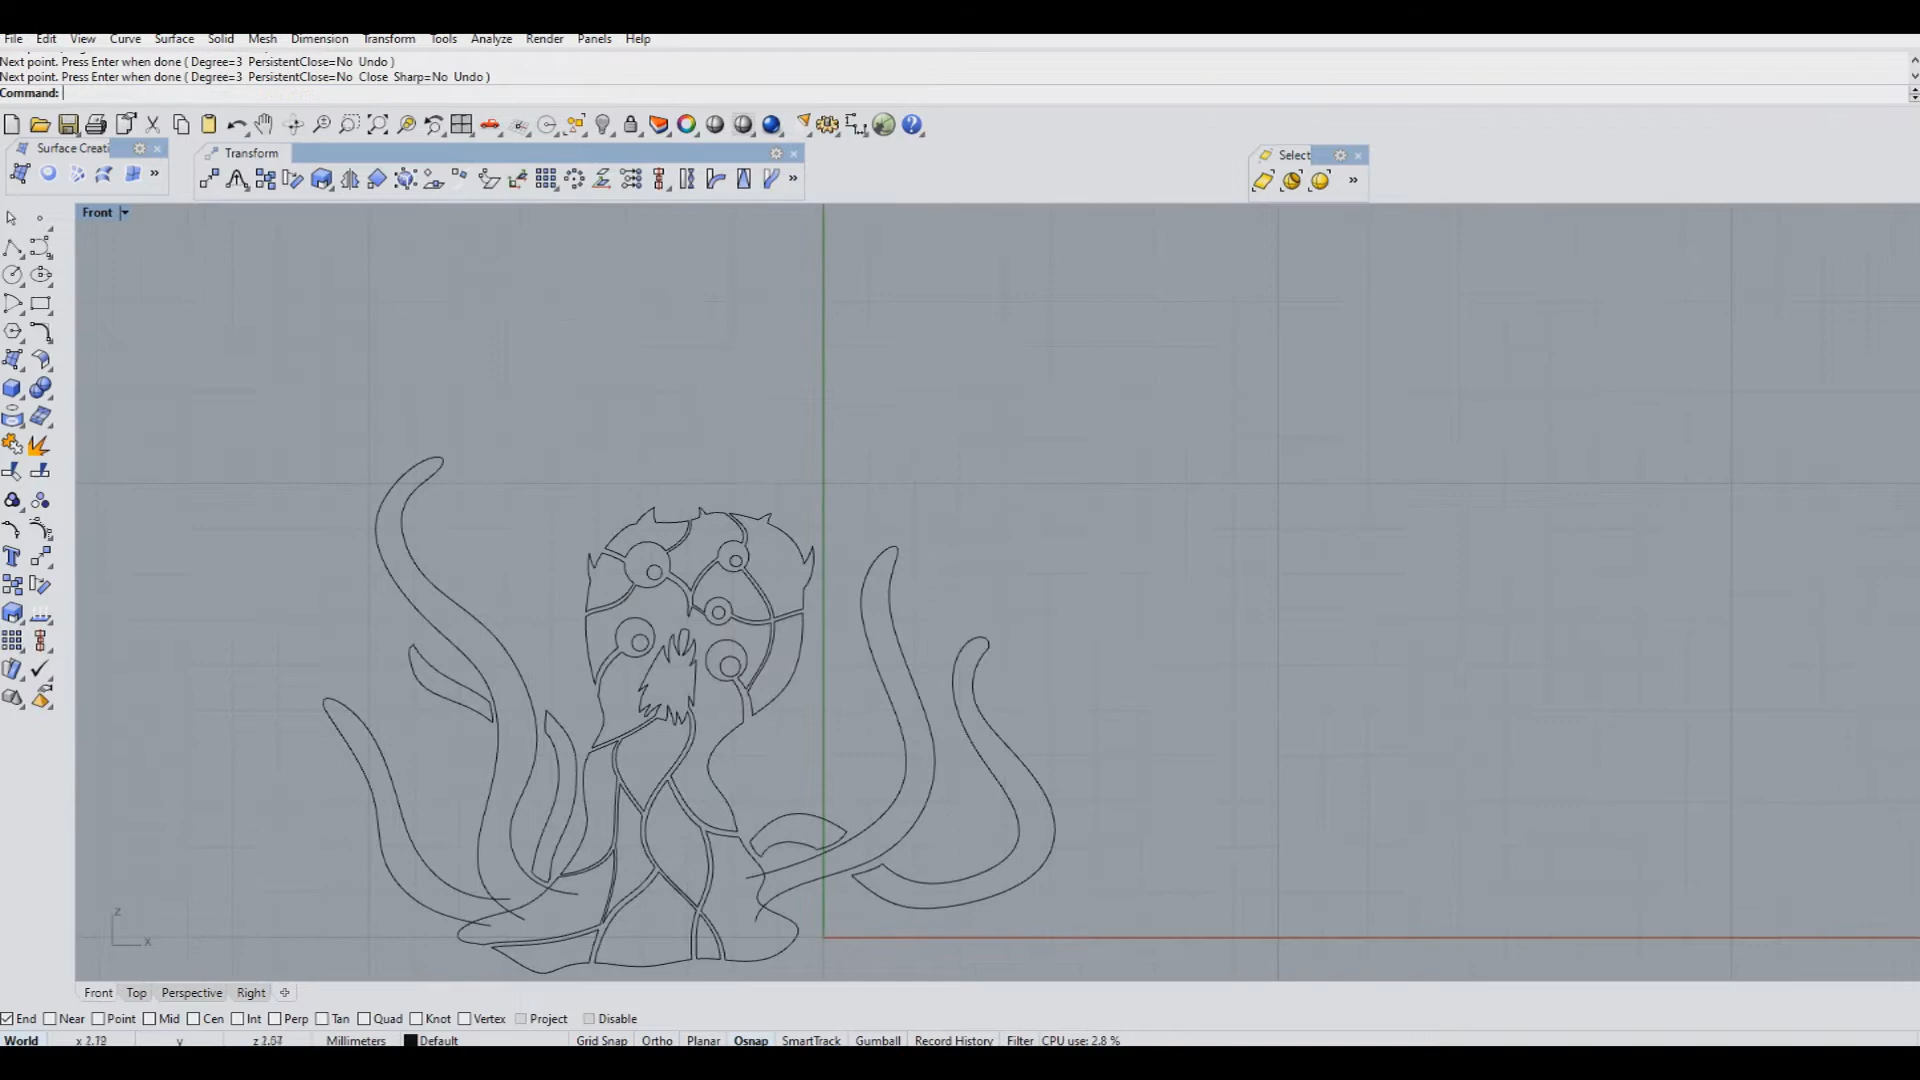 File Edit View Curve Surface Solid Mesh Dimension Transform Tools Analyze Render Panels Help
Next point. Press Enter when done ( Degree=3 PersistentClose=No Undo )
Next point. Press Enter when done ( Degree=3 PersistentClose=No Close Sharp=No Undo )
Command:
Surface Creati
Transform
Select
Front
z
x
Front Top Perspective Right
End Near Point Mid Cen Int Perp Tan Quad Knot Vertex Project Disable
World x 2.72 y z 2.67 Millimeters Default Grid Snap Ortho Planar Osnap SmartTrack Gumball Record History Filter CPU use: 2.8 %